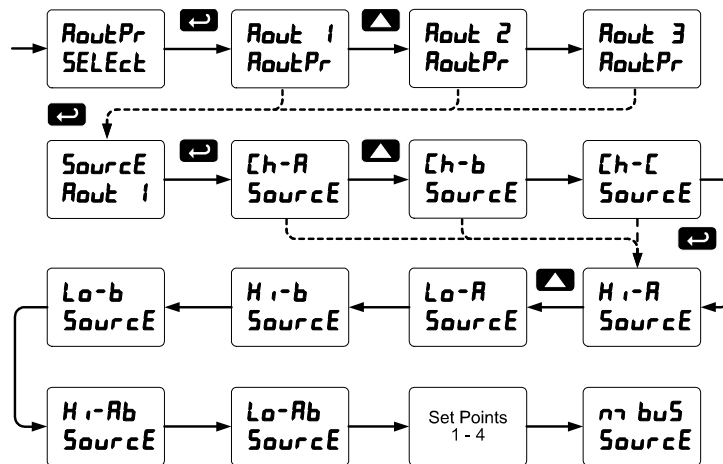 AoutPr
SELEct
Aout 1
AoutPr
Aout 2
AoutPr
Aout 3
AoutPr
SourcE
Aout 1
Ch-A
SourcE
Ch-b
SourcE
Ch-C
SourcE
Lo-b
SourcE
Hi-b
SourcE
Lo-A
SourcE
Hi-A
SourcE
Hi-Ab
SourcE
Lo-Ab
SourcE
Set Points
1 - 4
m buS
SourcE